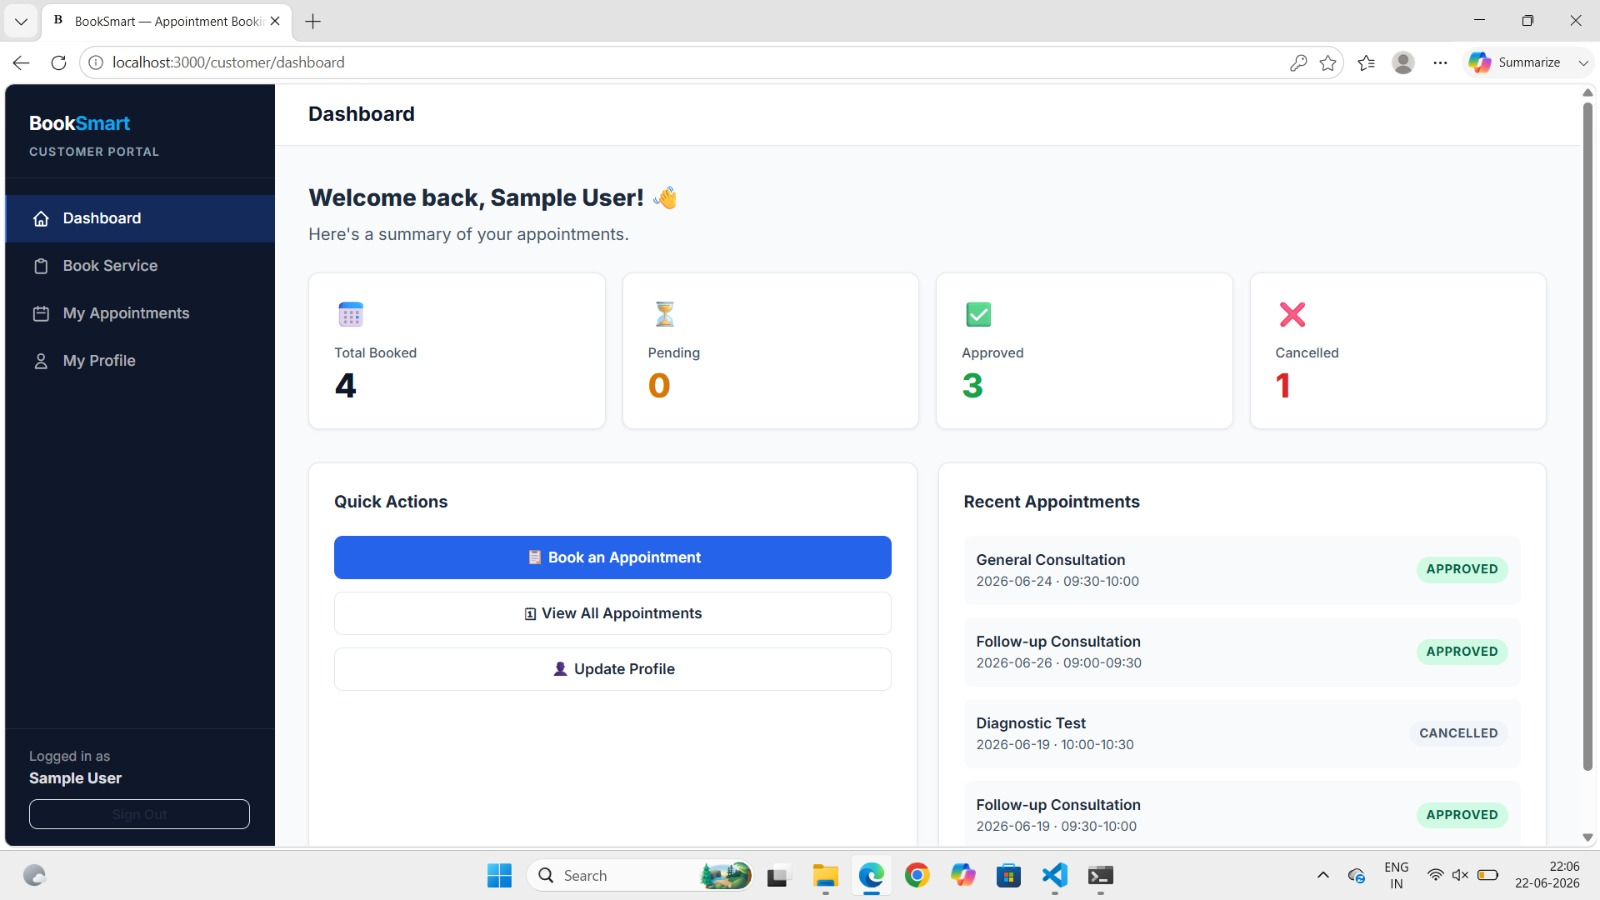 B BookSmart — Appointment Booki
localhost:3000/customer/dashboard
Summarize
BookSmart
CUSTOMER PORTAL
Dashboard
Book Service
My Appointments
My Profile
Logged in as
Sample User
Sign Out
Dashboard
Welcome back, Sample User!
Here's a summary of your appointments.
Total Booked
4
Pending
0
Approved
3
Cancelled
1
Quick Actions
Book an Appointment
View All Appointments
Update Profile
Recent Appointments
General Consultation
2026-06-24 · 09:30-10:00
APPROVED
Follow-up Consultation
2026-06-26 · 09:00-09:30
APPROVED
Diagnostic Test
2026-06-19 · 10:00-10:30
CANCELLED
Follow-up Consultation
2026-06-19 · 09:30-10:00
APPROVED
Search
ENG
IN
22:06
22-06-2026